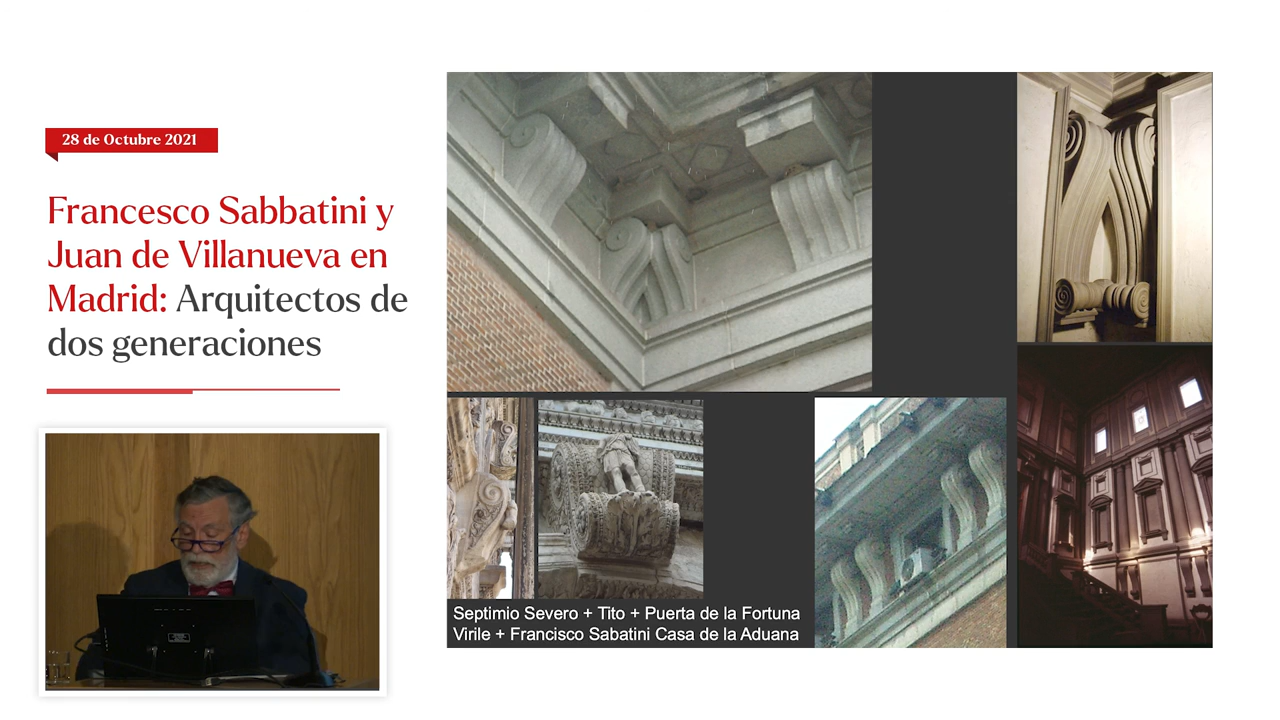 28 de Octubre 2021
Francesco Sabbatini y
Juan de Villanueva en
Madrid: Arquitectos de
dos generaciones
Septimio Severo + Tito + Puerta de la Fortuna
Virile + Francisco Sabatini Casa de la Aduana